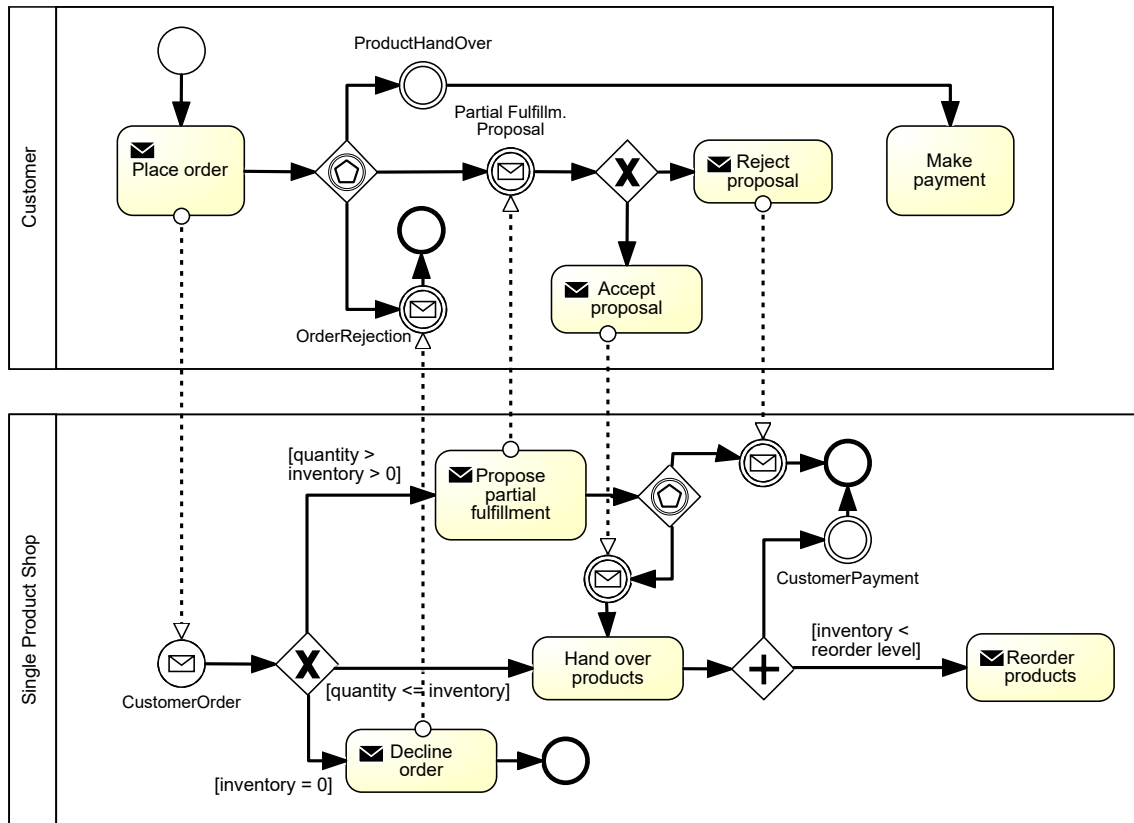 Customer
ProductHandOver
Partial Fulfillm.
Proposal
Place order
Reject
proposal
Make
payment
Accept
proposal
OrderRejection
Single Product Shop
[quantity >
inventory > 0]
Propose
partial
fulfillment
CustomerPayment
[inventory <
reorder level]
Hand over
products
Reorder
products
[quantity <= inventory]
CustomerOrder
Decline
order
[inventory = 0]